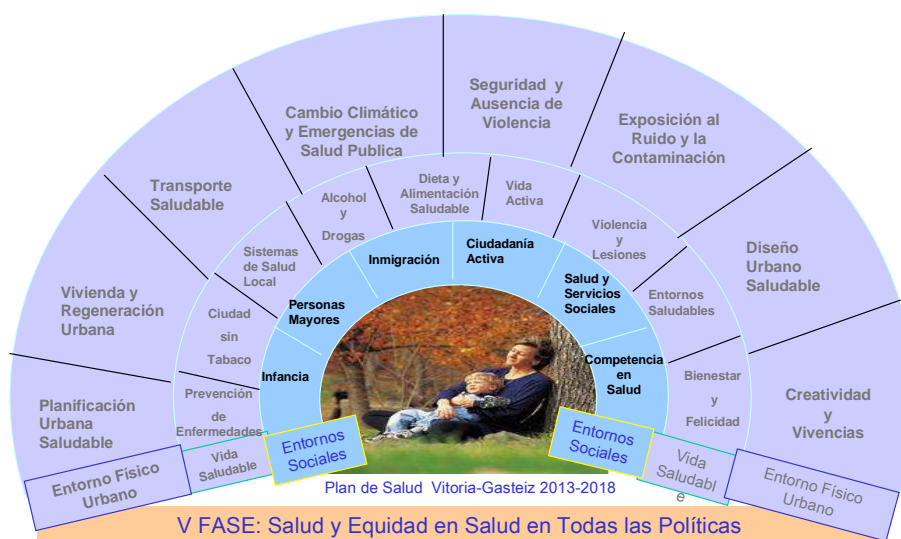 Planificación
Urbana
Saludable
Vivienda y
Regeneración
Urbana
Transporte
Saludable
Cambio Climático
y Emergencias de
Salud Publica
Seguridad y
Ausencia de
Violencia
Exposición al
Ruido y la
Contaminación
Diseño
Urbano
Saludable
Creatividad
y
Vivencias
Prevención
de
Enfermedades
Ciudad
sin
Tabaco
Sistemas
de Salud
Local
Alcohol
y
Drogas
Dieta y
Alimentación
Saludable
Vida
Activa
Violencia
y
Lesiones
Entornos
Saludables
Bienestar
y
Felicidad
Infancia
Personas
Mayores
Inmigración
Ciudadanía
Activa
Salud y
Servicios
Sociales
Competencia
en
Salud
Entorno Físico
Urbano
Vida
Saludable
Entornos
Sociales
Entornos
Sociales
Vida
Saludabl
e
Entorno Físico
Urbano
Plan de Salud Vitoria-Gasteiz 2013-2018
V FASE: Salud y Equidad en Salud en Todas las Políticas